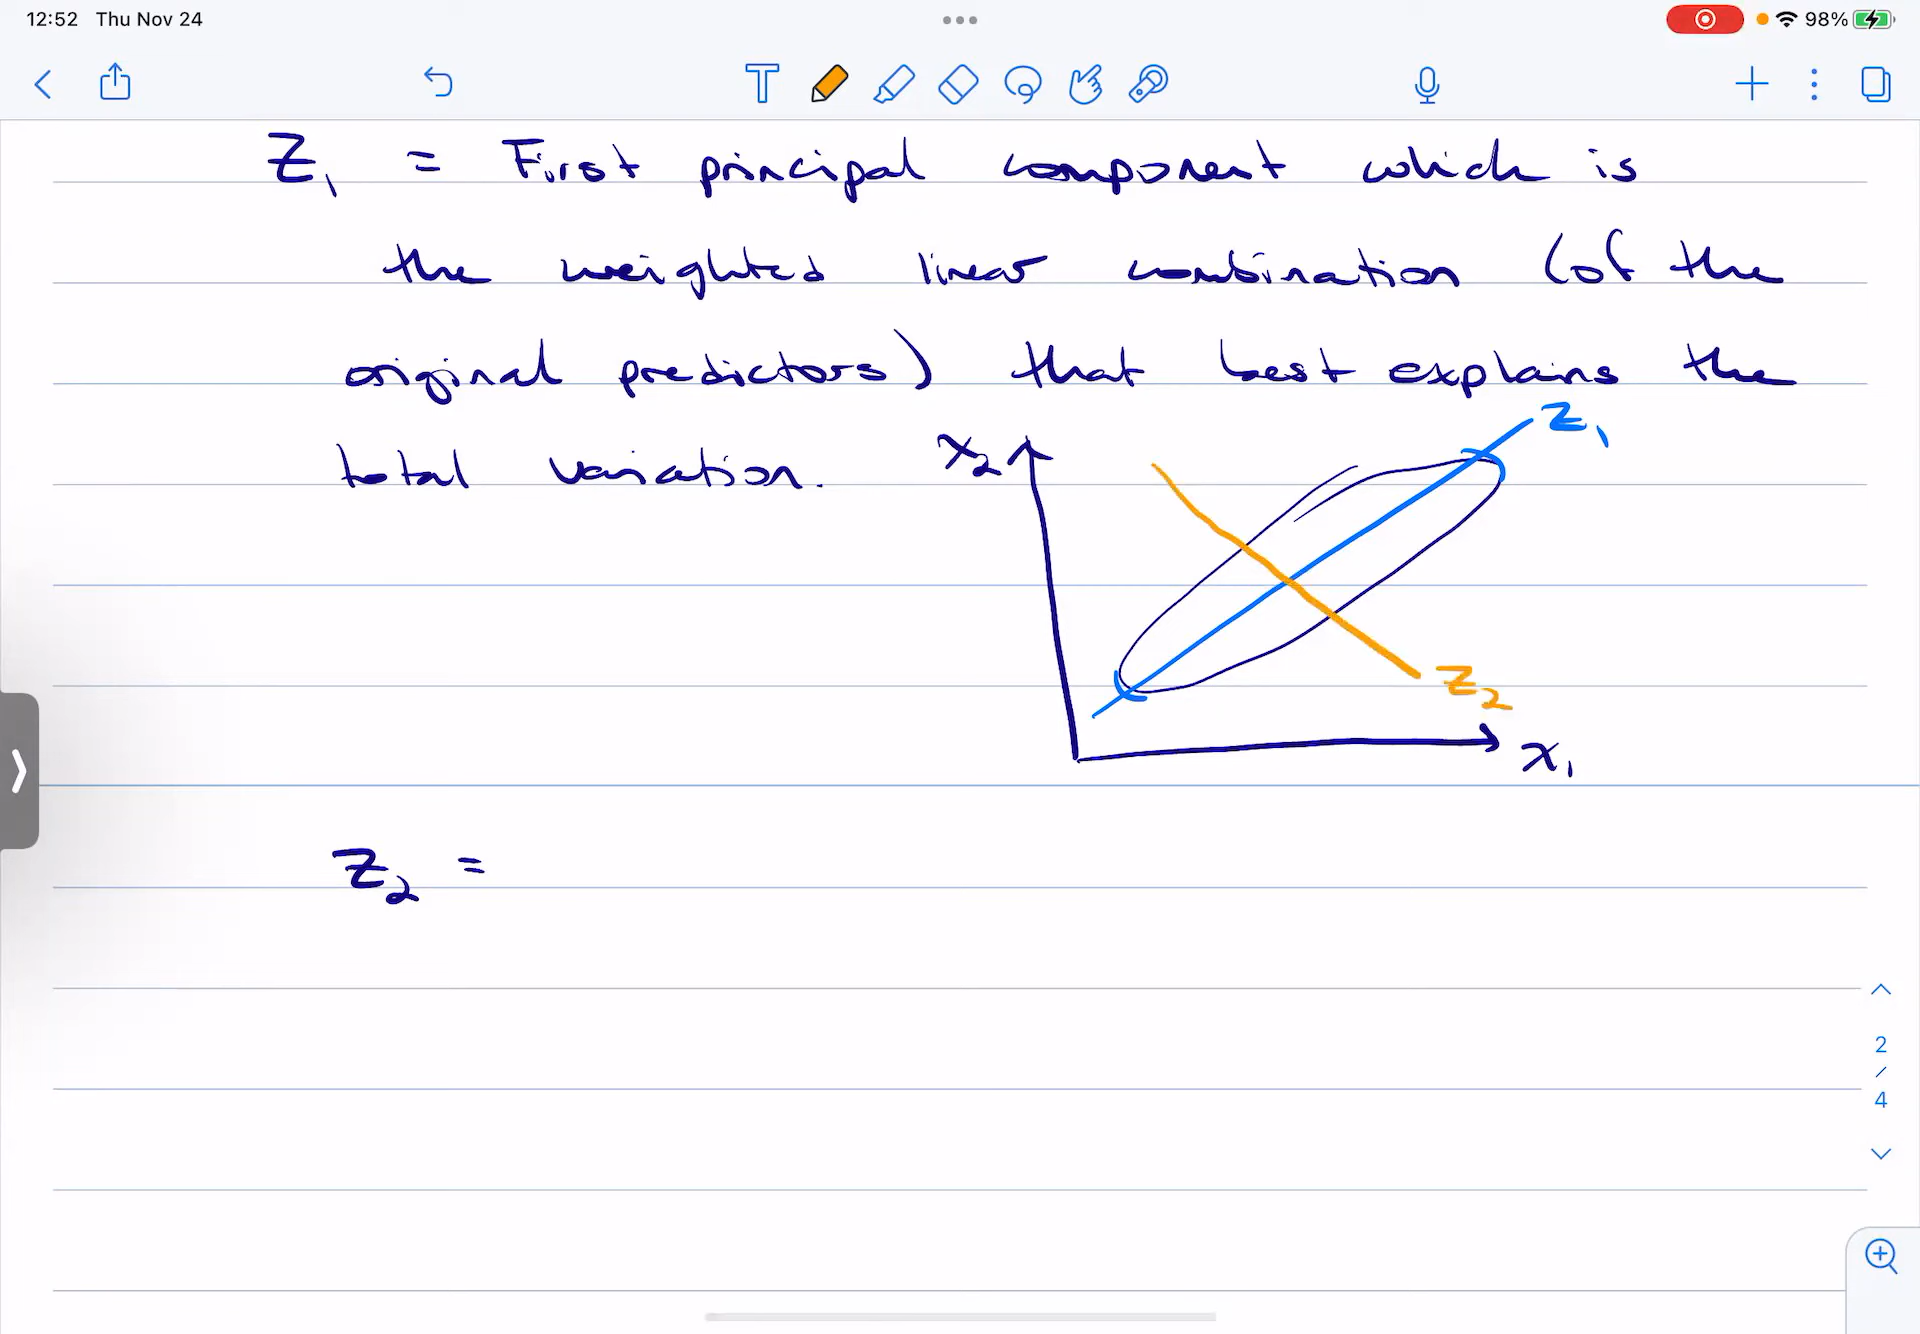 12:52 Thu Nov 24
98%
T
Z₁ = First principal component which is
the weighted linear combination (of the
original predictors) that best explains the
total variation.
x₂
Z₁
Z₂
x₁
Z₂ =
2
/
4